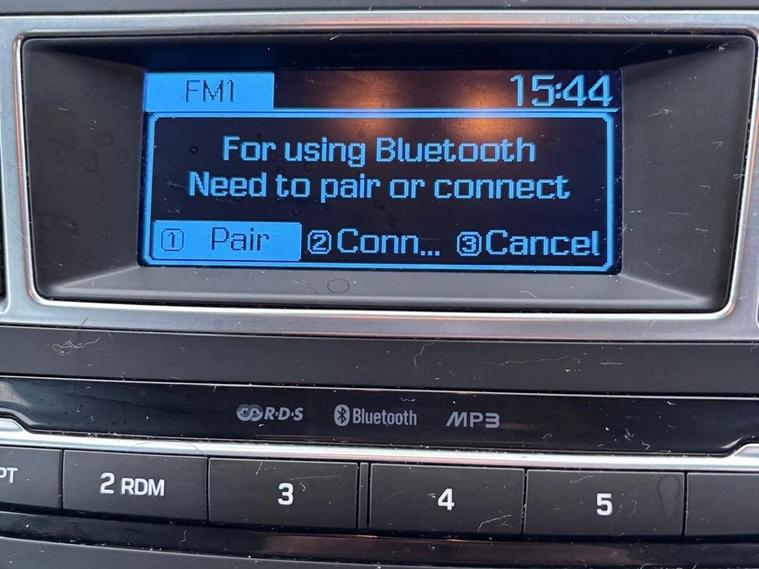 FM1 15:44
For using Bluetooth
Need to pair or connect
① Pair ②Conn... ③Cancel
R·D·S Bluetooth MP3
PT 2 RDM 3 4 5